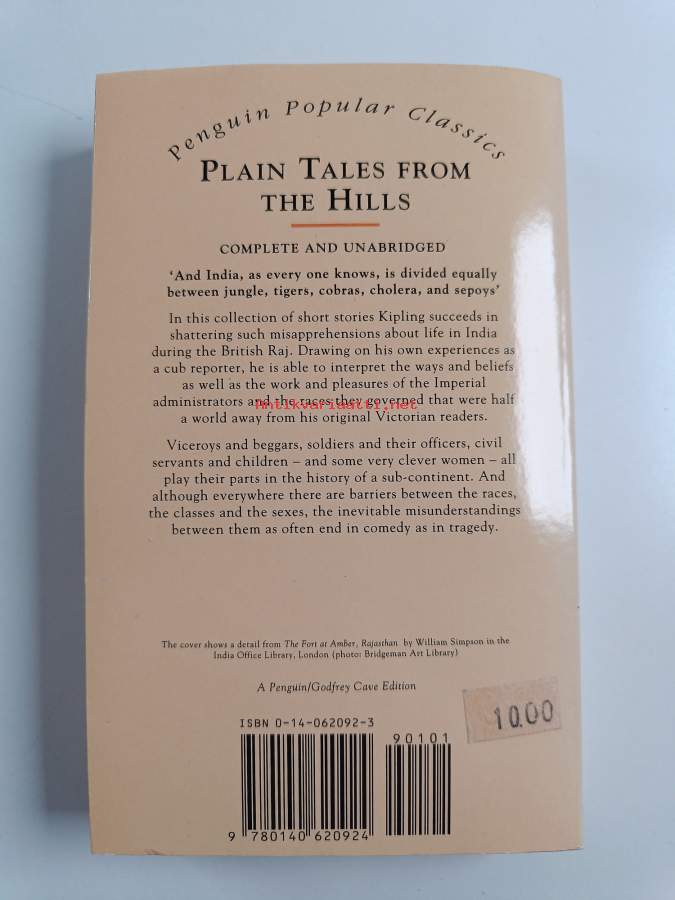 Penguin Popular Classics
PLAIN TALES FROM
THE HILLS
COMPLETE AND UNABRIDGED
‘And India, as every one knows, is divided equally
between jungle, tigers, cobras, cholera, and sepoys’
In this collection of short stories Kipling succeeds in
shattering such misapprehensions about life in India
during the British Raj. Drawing on his own experiences as
a cub reporter, he is able to interpret the ways and beliefs
as well as the work and pleasures of the Imperial
administrators and the races they governed that were half
Antikvariaatti.net
a world away from his original Victorian readers.
Viceroys and beggars, soldiers and their officers, civil
servants and children – and some very clever women – all
play their parts in the history of a sub-continent. And
although everywhere there are barriers between the races,
the classes and the sexes, the inevitable misunderstandings
between them as often end in comedy as in tragedy.
The cover shows a detail from The Fort at Amber, Rajasthan by William Simpson in the
India Office Library, London (photo: Bridgeman Art Library)
A Penguin/Godfrey Cave Edition
10.00
ISBN 0-14-062092-3
90101
9 780140 620924